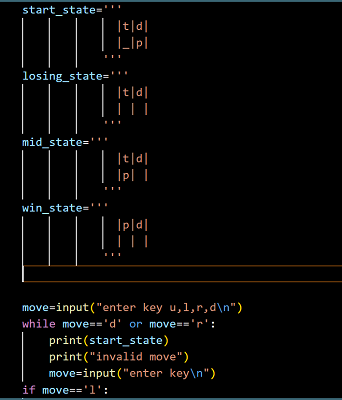 start_state='''
|t|d|
|_|p|
'''
losing_state='''
|t|d|
| | |
'''
mid_state='''
|t|d|
|p| |
'''
win_state='''
|p|d|
| | |
'''
move=input("enter key u,l,r,d\n")
while move=='d' or move=='r':
    print(start_state)
    print("invalid move")
    move=input("enter key\n")
if move=='l':